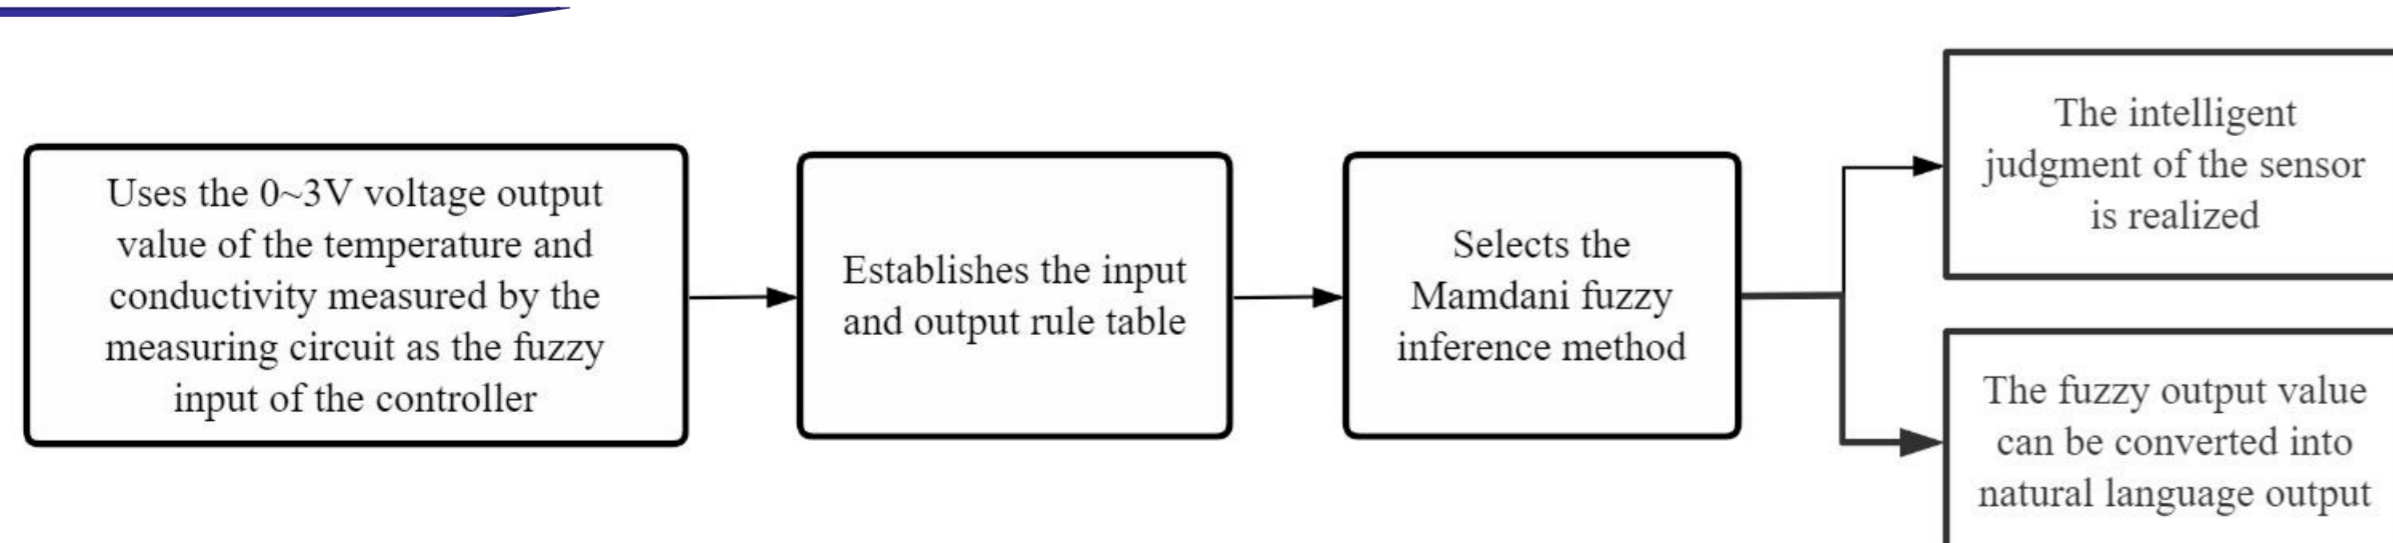 Uses the 0~3V voltage output
value of the temperature and
conductivity measured by the
measuring circuit as the fuzzy
input of the controller
Establishes the input
and output rule table
Selects the
Mamdani fuzzy
inference method
The intelligent
judgment of the sensor
is realized
The fuzzy output value
can be converted into
natural language output